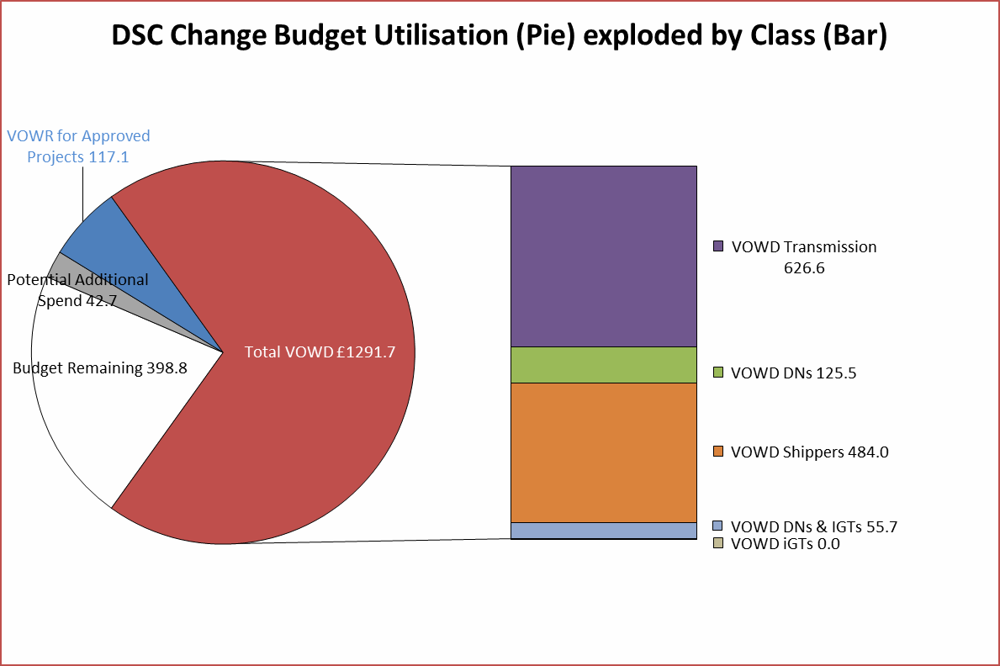 DSC Change Budget Utilisation (Pie) exploded by Class (Bar)
VOWR for Approved
Projects 117.1
Potential Additional
Spend 42.7
Budget Remaining 398.8
Total VOWD £1291.7
VOWD Transmission
626.6
VOWD DNs 125.5
VOWD Shippers 484.0
VOWD DNs & IGTs 55.7
VOWD iGTs 0.0